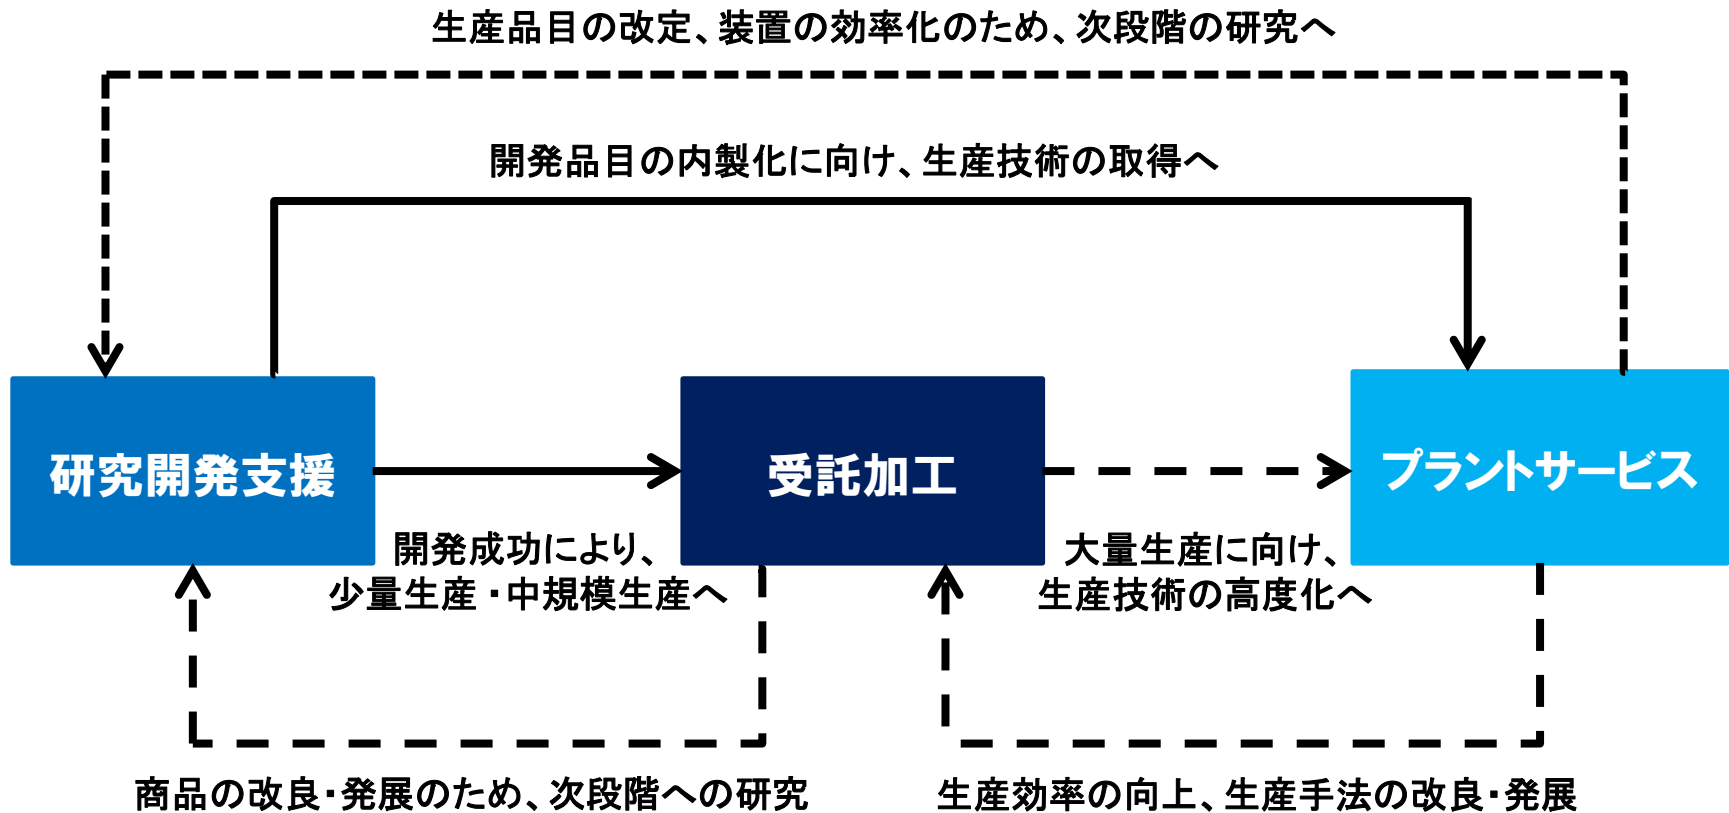 生産品目の改定、装置の効率化のため、次段階の研究へ
開発品目の内製化に向け、生産技術の取得へ
研究開発支援
受託加工
プラントサービス
開発成功により、
少量生産・中規模生産へ
大量生産に向け、
生産技術の高度化へ
商品の改良・発展のため、次段階への研究
生産効率の向上、生産手法の改良・発展